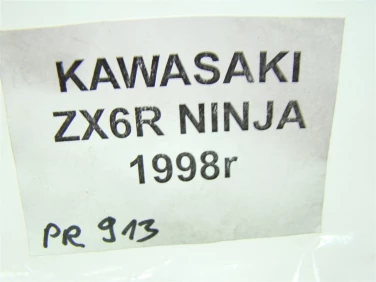 KAWASAKI
ZX6R NINJA
1998r
PR 913